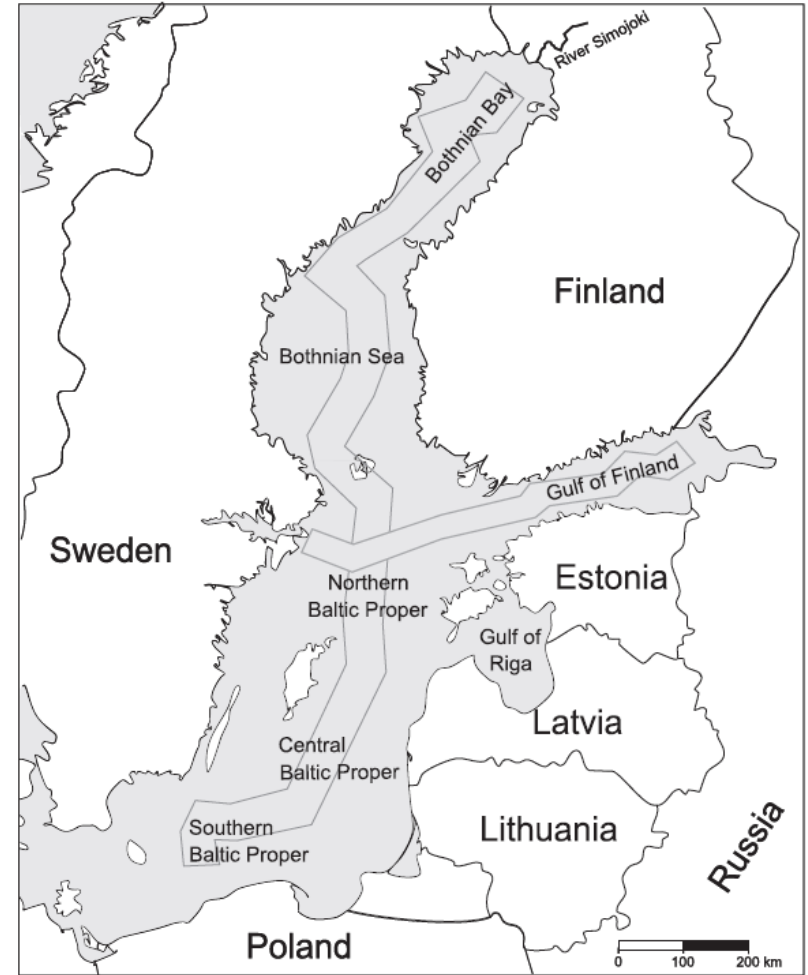 River Simojoki
Bothnian Bay
Finland
Bothnian Sea
Gulf of Finland
Sweden
Northern
Baltic Proper
Estonia
Gulf of
Riga
Latvia
Central
Baltic Proper
Southern
Baltic Proper
Lithuania
Russia
Poland
0 100 200 km